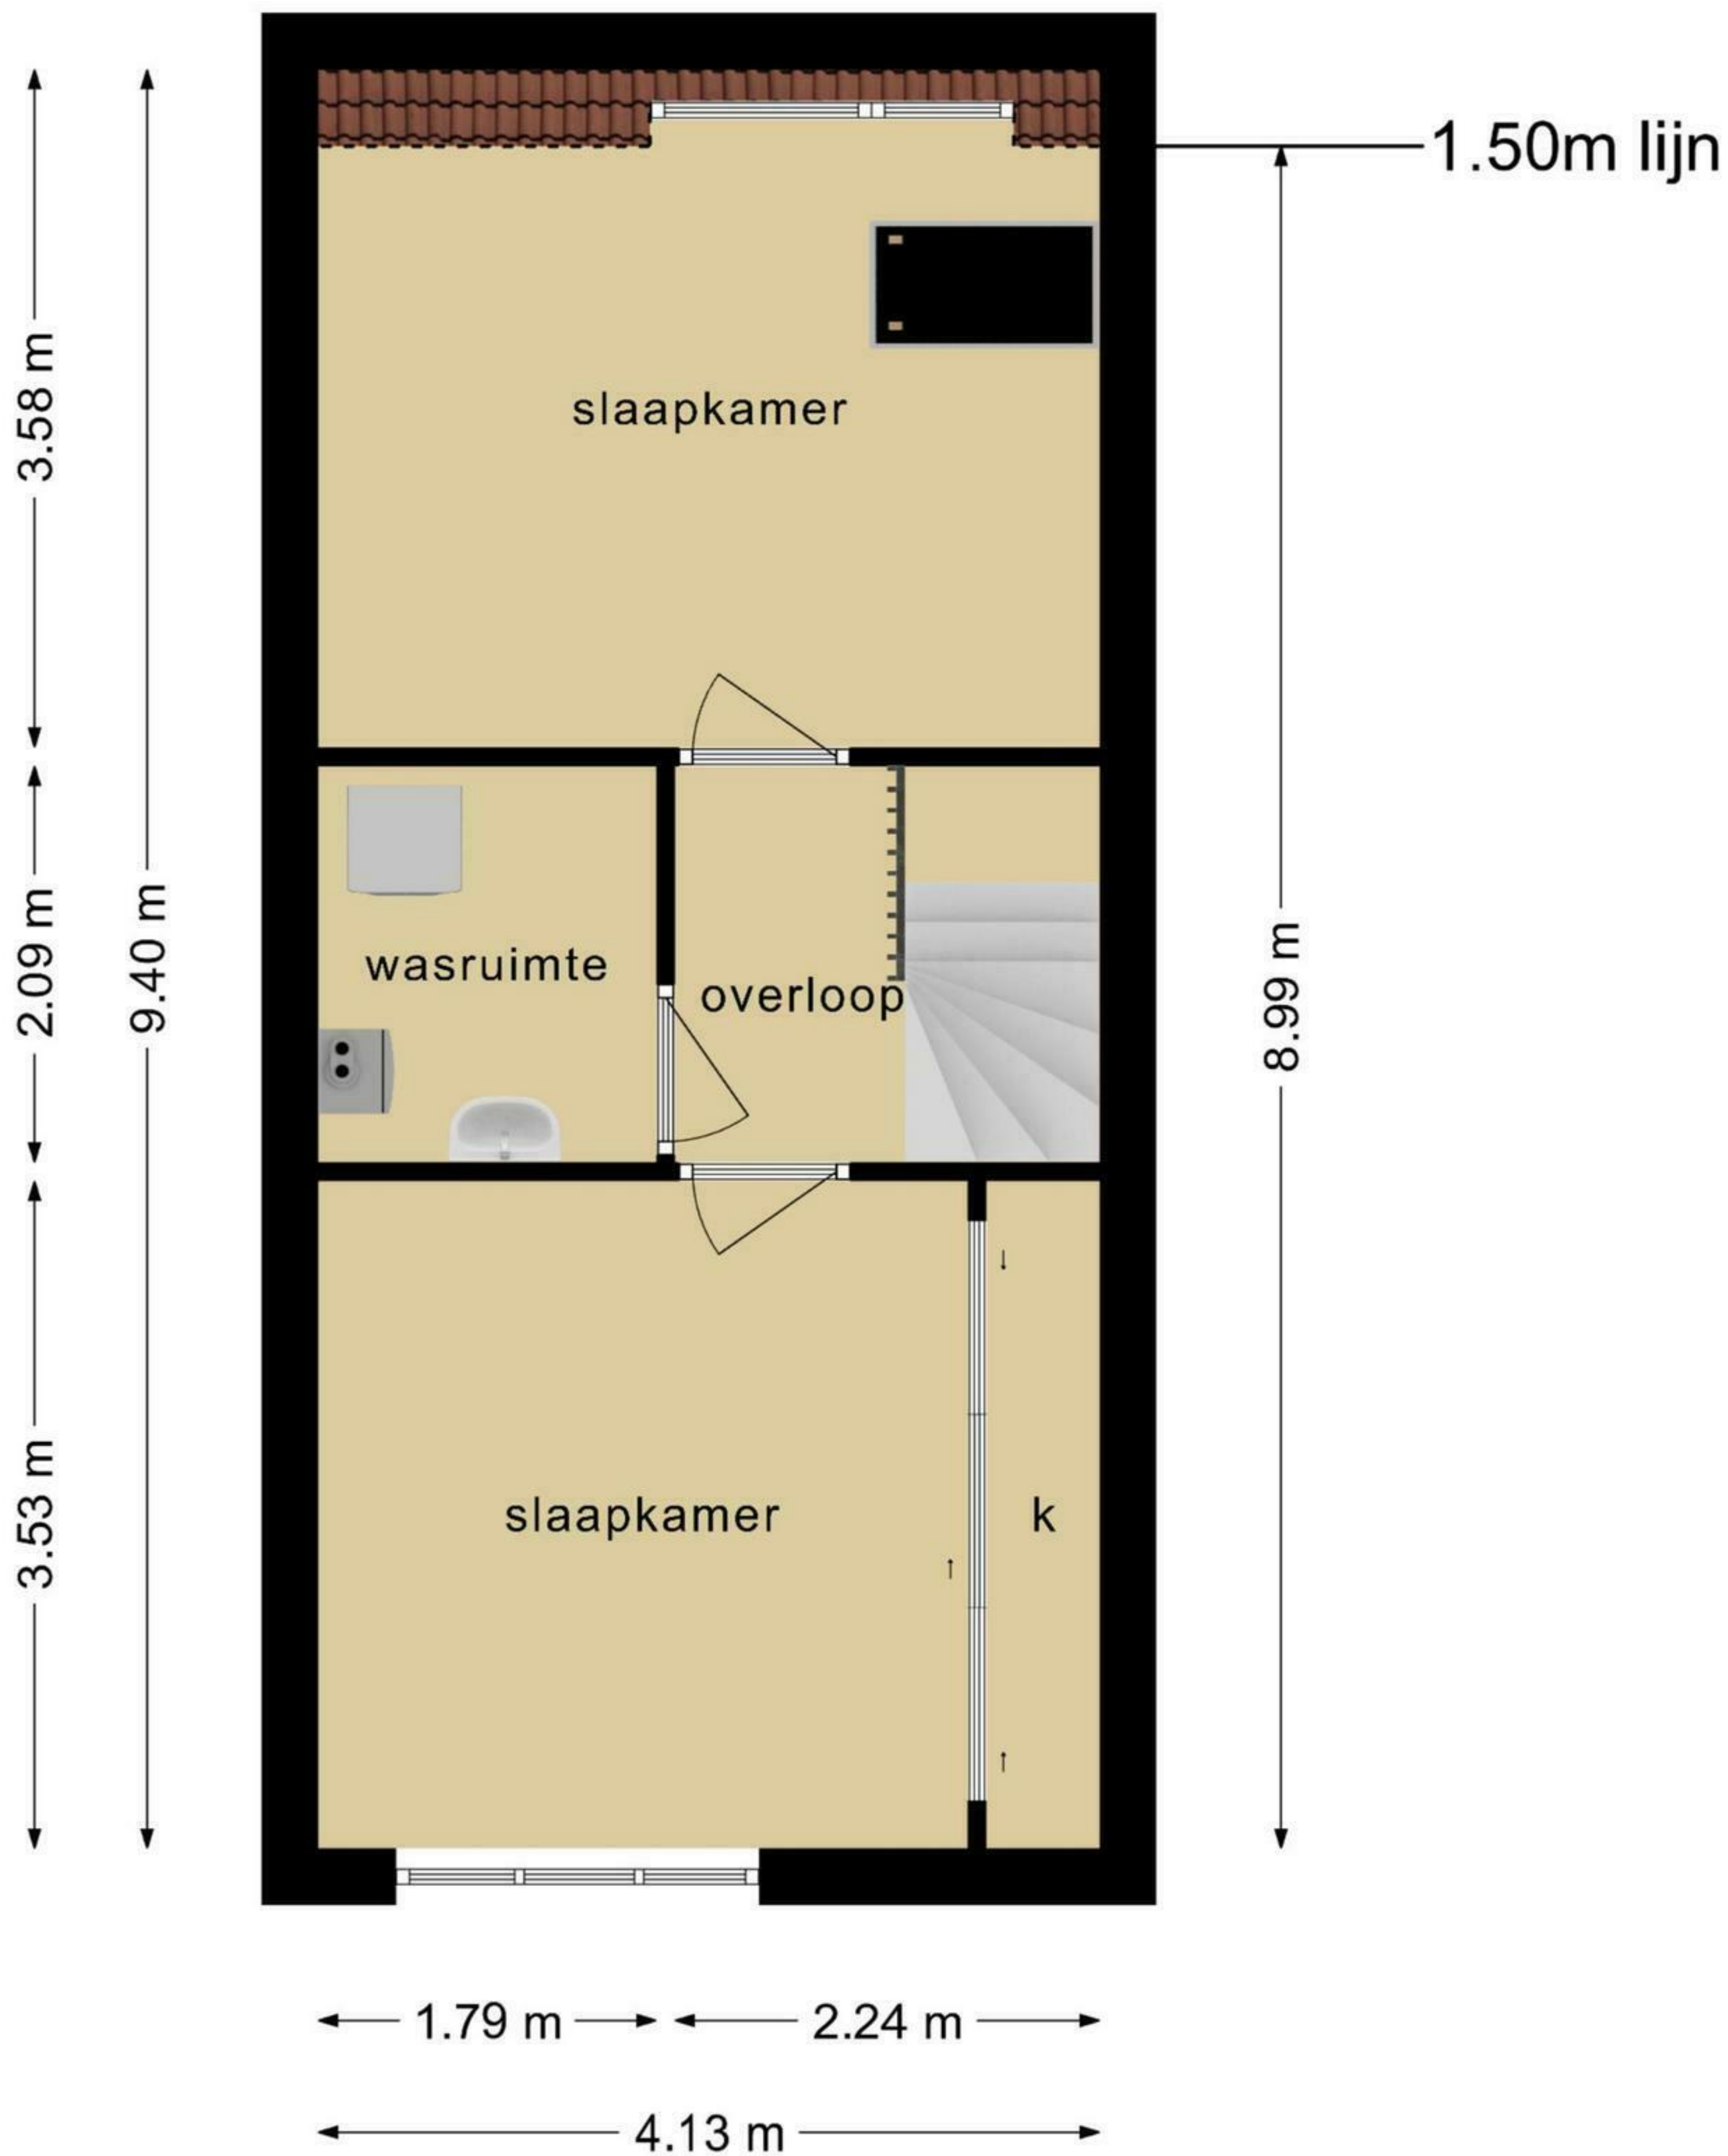 1.50m lijn
3.58 m
slaapkamer
2.09 m
9.40 m
wasruimte
overloop
8.99 m
3.53 m
slaapkamer
k
1.79 m
2.24 m
4.13 m